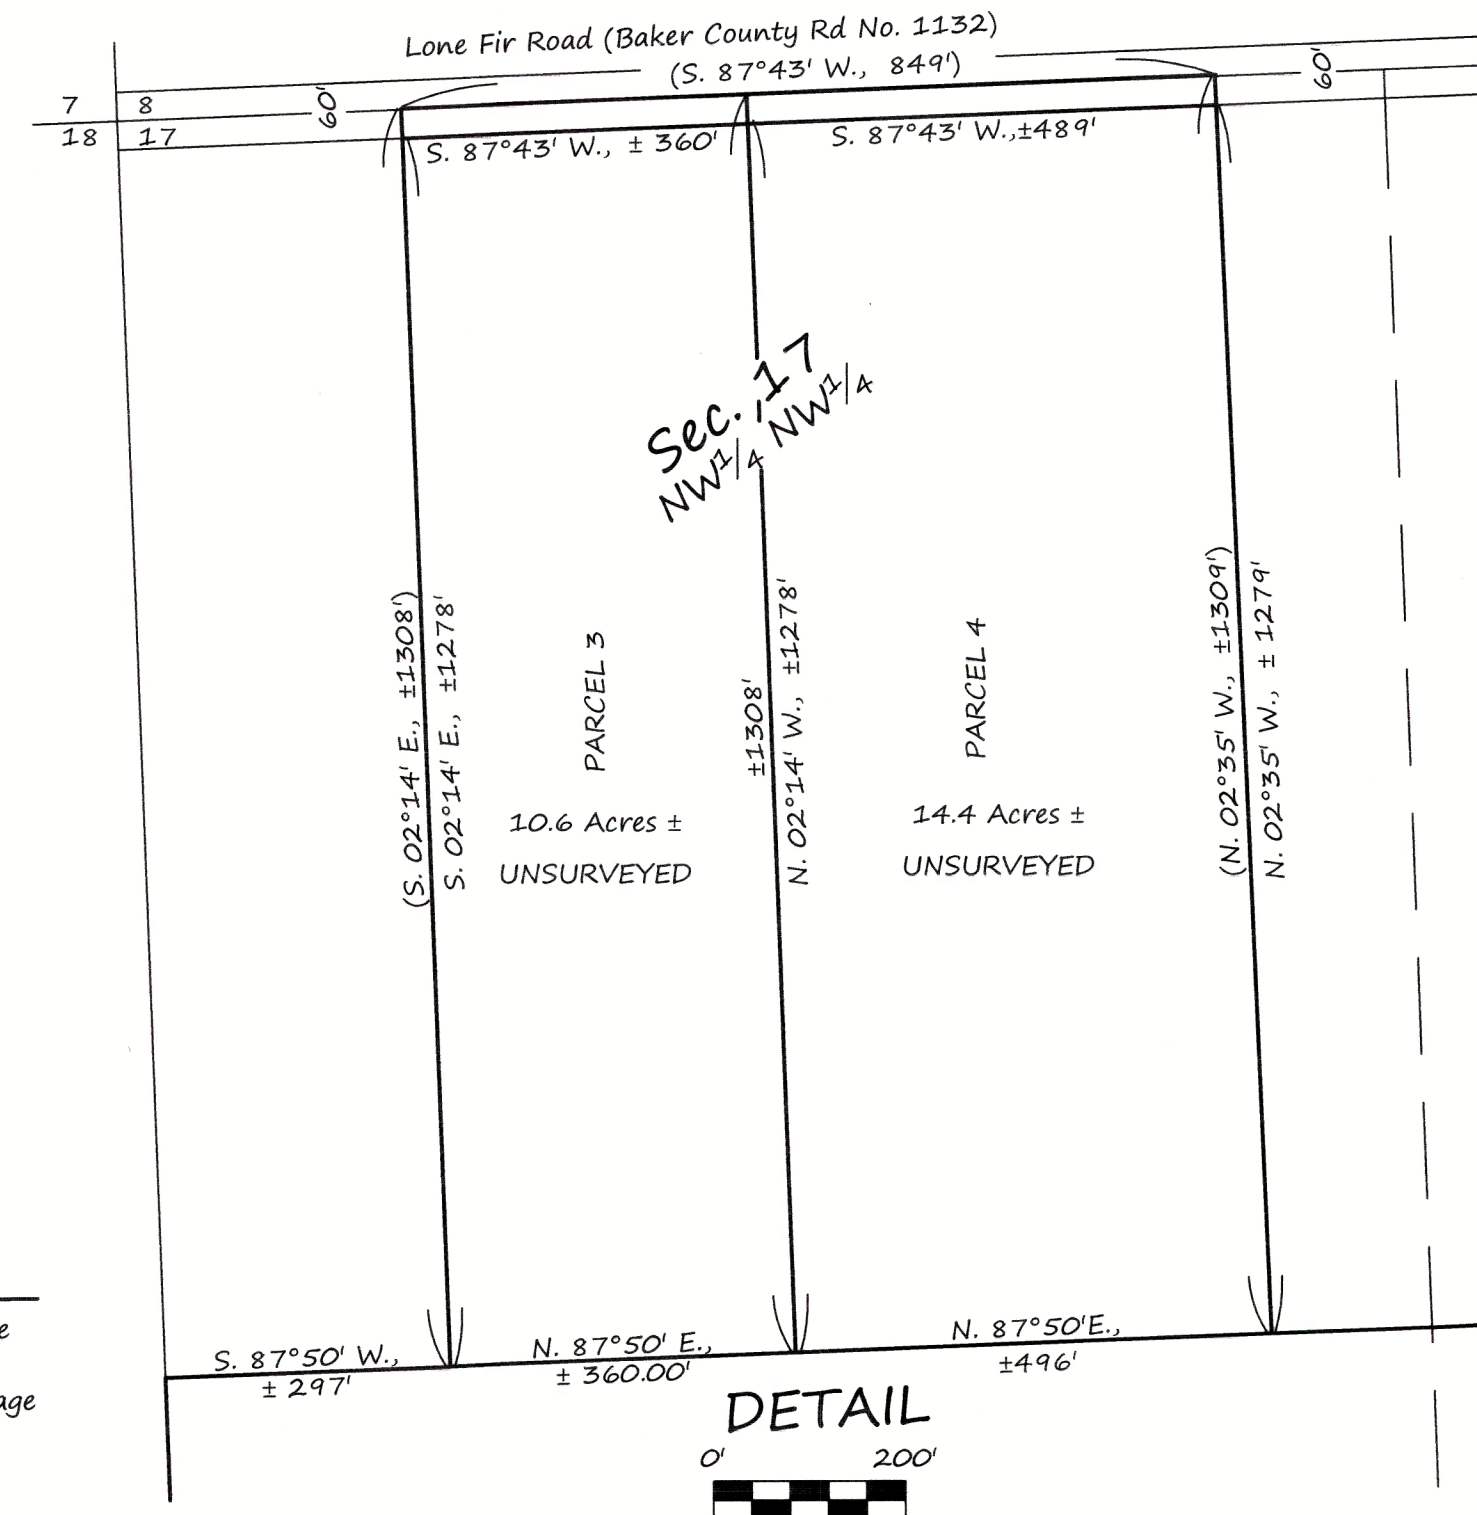 Lone Fir Road (Baker County Rd No. 1132)
(S. 87°43' W., 849')
60'
60'
7
8
18
17
S. 87°43' W., ± 360'
S. 87°43' W.,±489'
Sec. 17
NW1/4 NW1/4
(S. 02°14' E., ±1308')
S. 02°14' E., ±1278'
PARCEL 3
10.6 Acres ±
UNSURVEYED
±1308'
N. 02°14' W., ±1278'
PARCEL 4
14.4 Acres ±
UNSURVEYED
(N. 02°35' W., ±1309')
N. 02°35' W., ± 1279'
e
age
S. 87°50' W.,
± 297'
N. 87°50' E.,
± 360.00'
N. 87°50'E.,
±496'
DETAIL
0'
200'